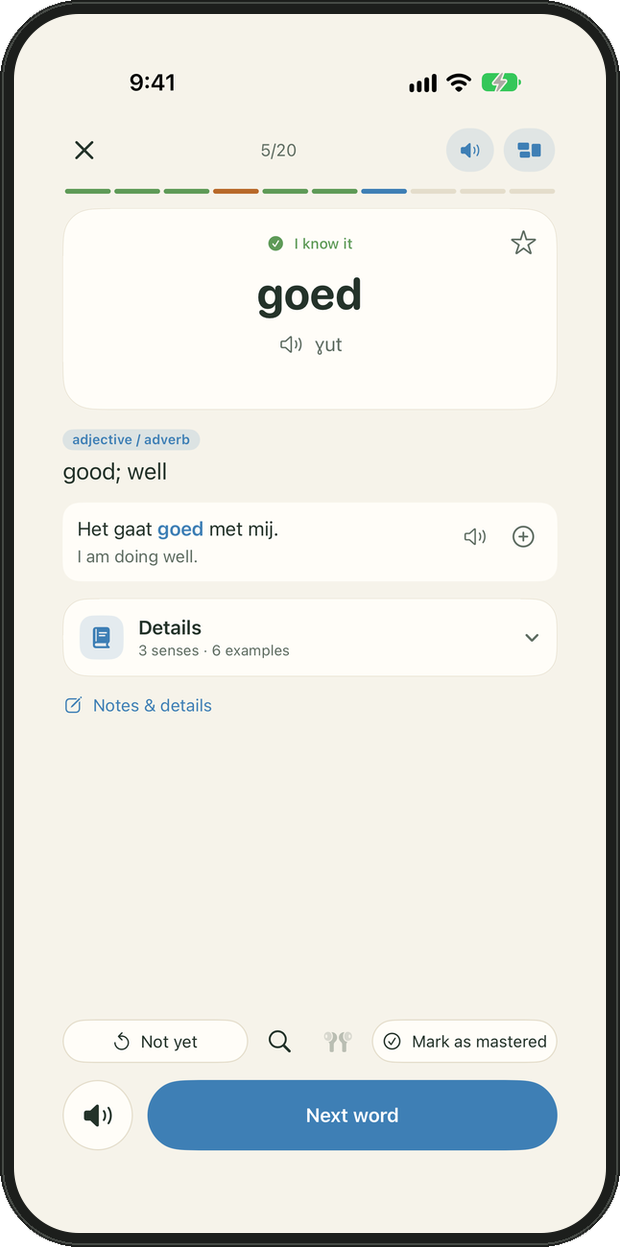 9:41
5/20
I know it
goed
ɣut
adjective / adverb
good; well
Het gaat goed met mij.
I am doing well.
Details
3 senses · 6 examples
Notes & details
Not yet
Mark as mastered
Next word